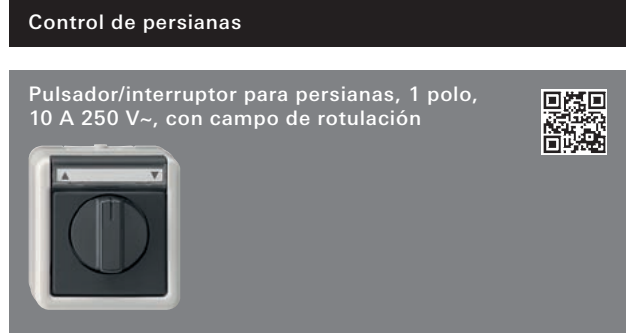 Control de persianas
Pulsador/interruptor para persianas, 1 polo,
10 A 250 V~, con campo de rotulación